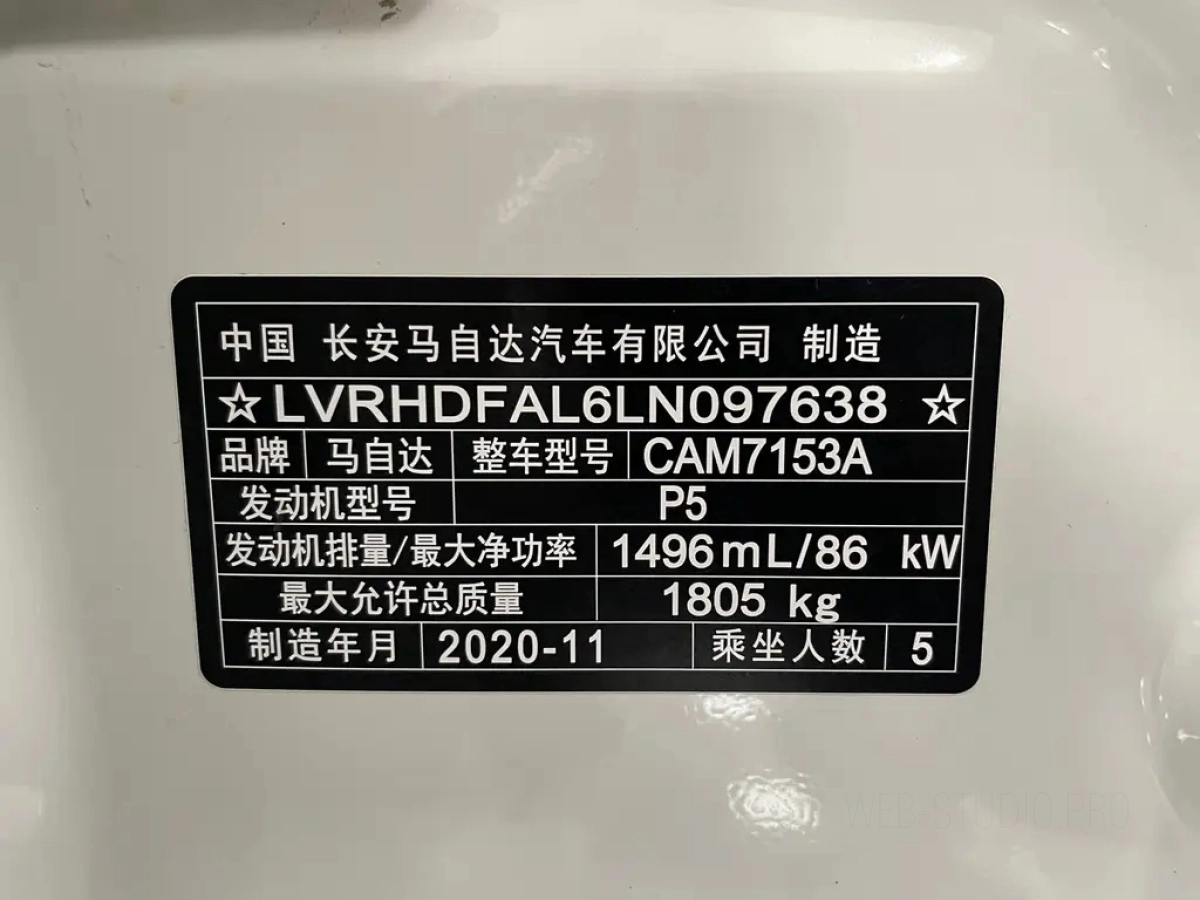 中国 长安马自达汽车有限公司 制造
☆LVRHDFAL6LN097638 ☆
品牌 马自达 整车型号 CAM7153A
发动机型号 P5
发动机排量/最大净功率 1496mL/86 kW
最大允许总质量 1805 kg
制造年月 2020-11 乘坐人数 5
WEB-STUDIO.PRO